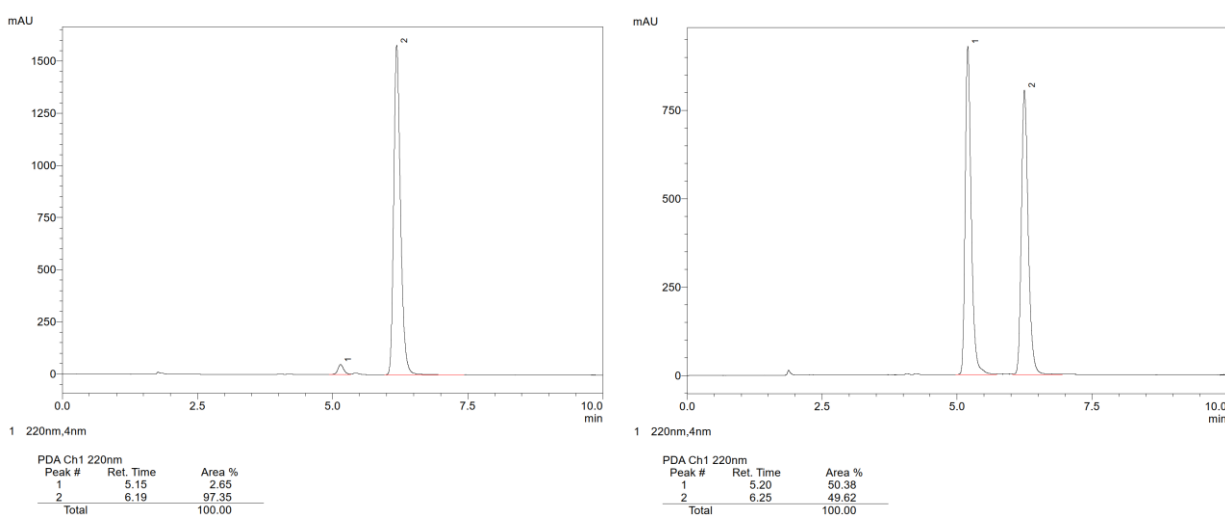 mAU
2
1500
1250
1000
750
500
250
1
0
0.0 2.5 5.0 7.5 10.0
min
1 220nm,4nm
PDA Ch1 220nm
Peak # Ret. Time Area %
1 5.15 2.65
2 6.19 97.35
Total 100.00
mAU
1
2
750
500
250
0
0.0 2.5 5.0 7.5 10.0
min
1 220nm,4nm
PDA Ch1 220nm
Peak # Ret. Time Area %
1 5.20 50.38
2 6.25 49.62
Total 100.00